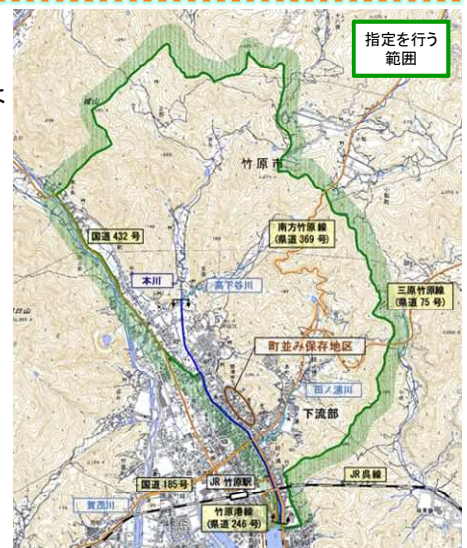 指定を行う
範囲
竹原市
南方竹原線
(県道 369 号)
国道 432 号
本川
高下谷川
三原竹原線
(県道 75 号)
町並み保存地区
田ノ浦川
下流部
国道 185 号
JR 竹原駅
JR 呉線
賀茂川
竹原港線
(県道 246 号)